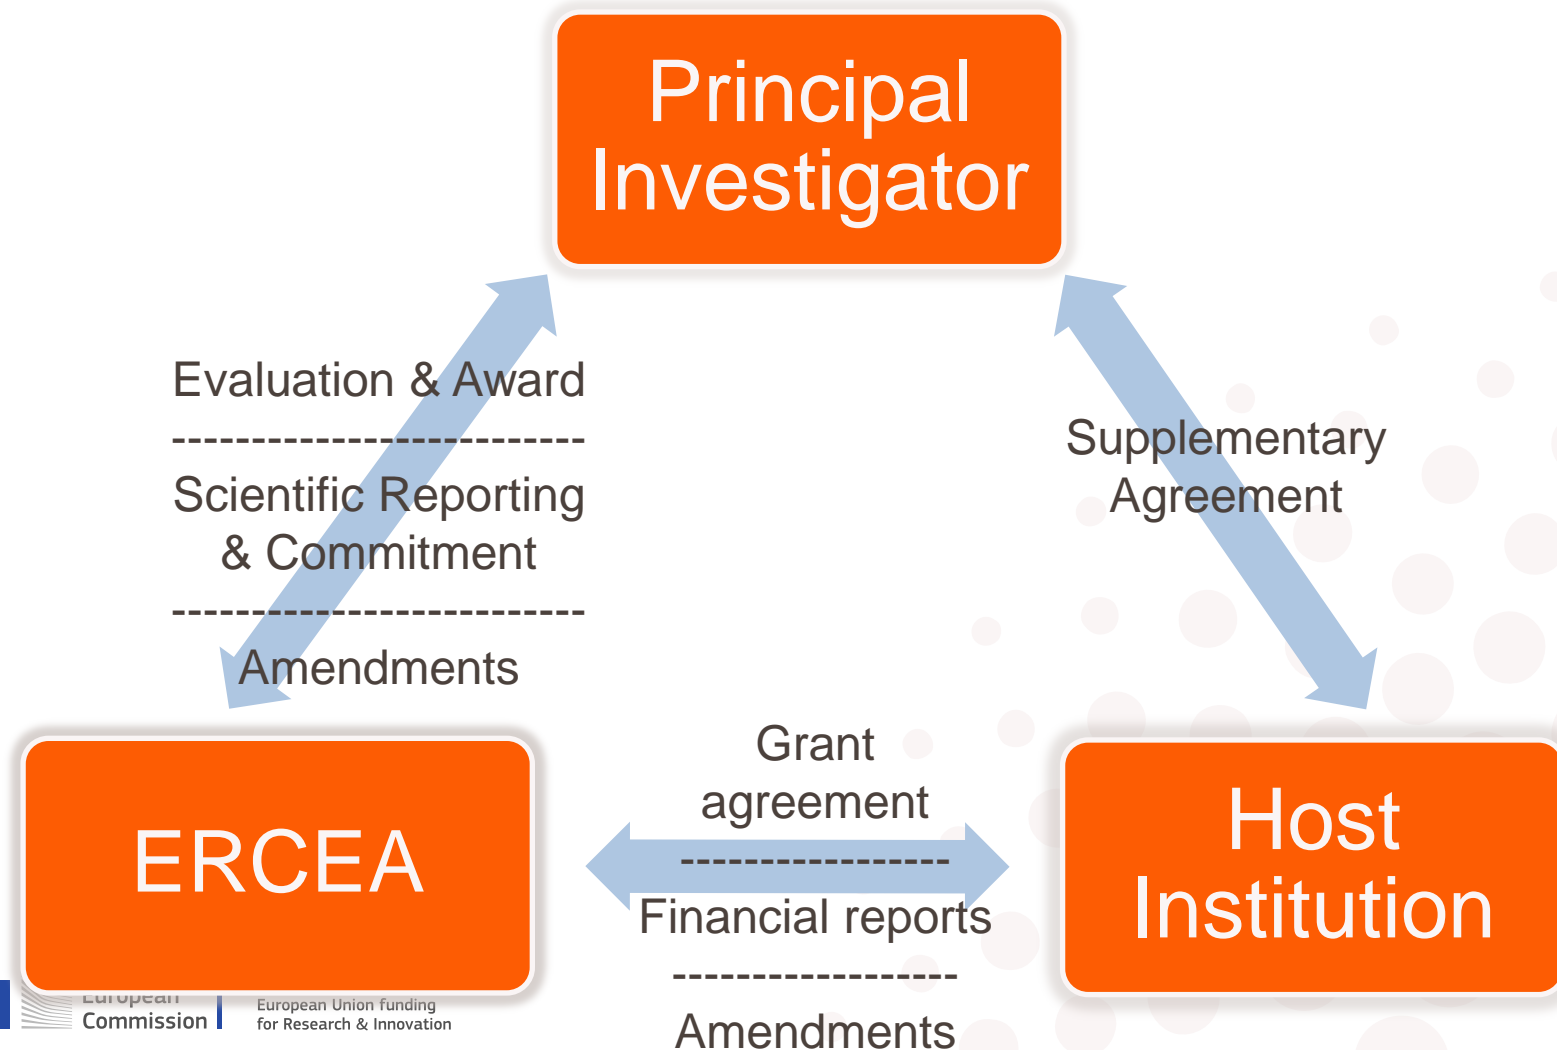 Principal
Investigator
Evaluation & Award
--------------------------
Scientific Reporting
& Commitment
--------------------------
Amendments
Supplementary
Agreement
Grant
agreement
-----------------
Financial reports
------------------
Amendments
ERCEA
Host
Institution
European
Commission
European Union funding
for Research & Innovation